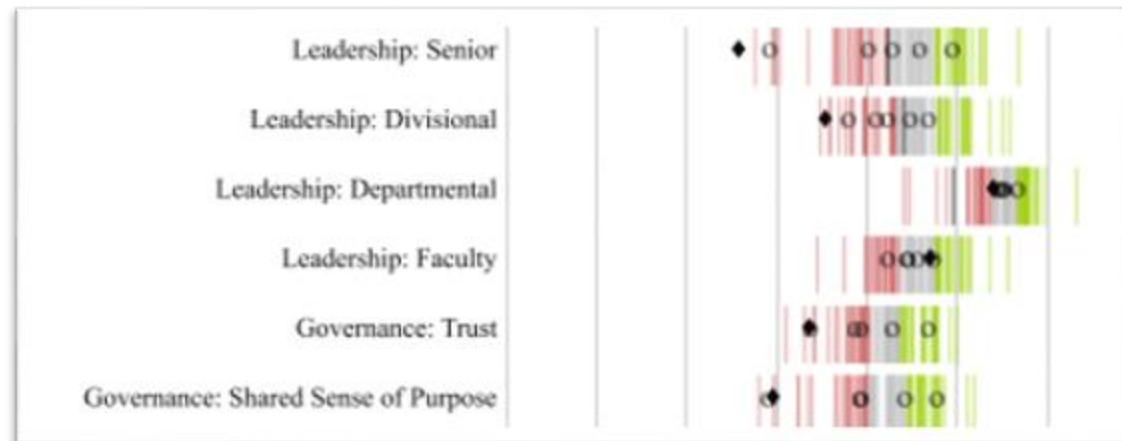 Leadership: Senior
Leadership: Divisional
Leadership: Departmental
Leadership: Faculty
Governance: Trust
Governance: Shared Sense of Purpose